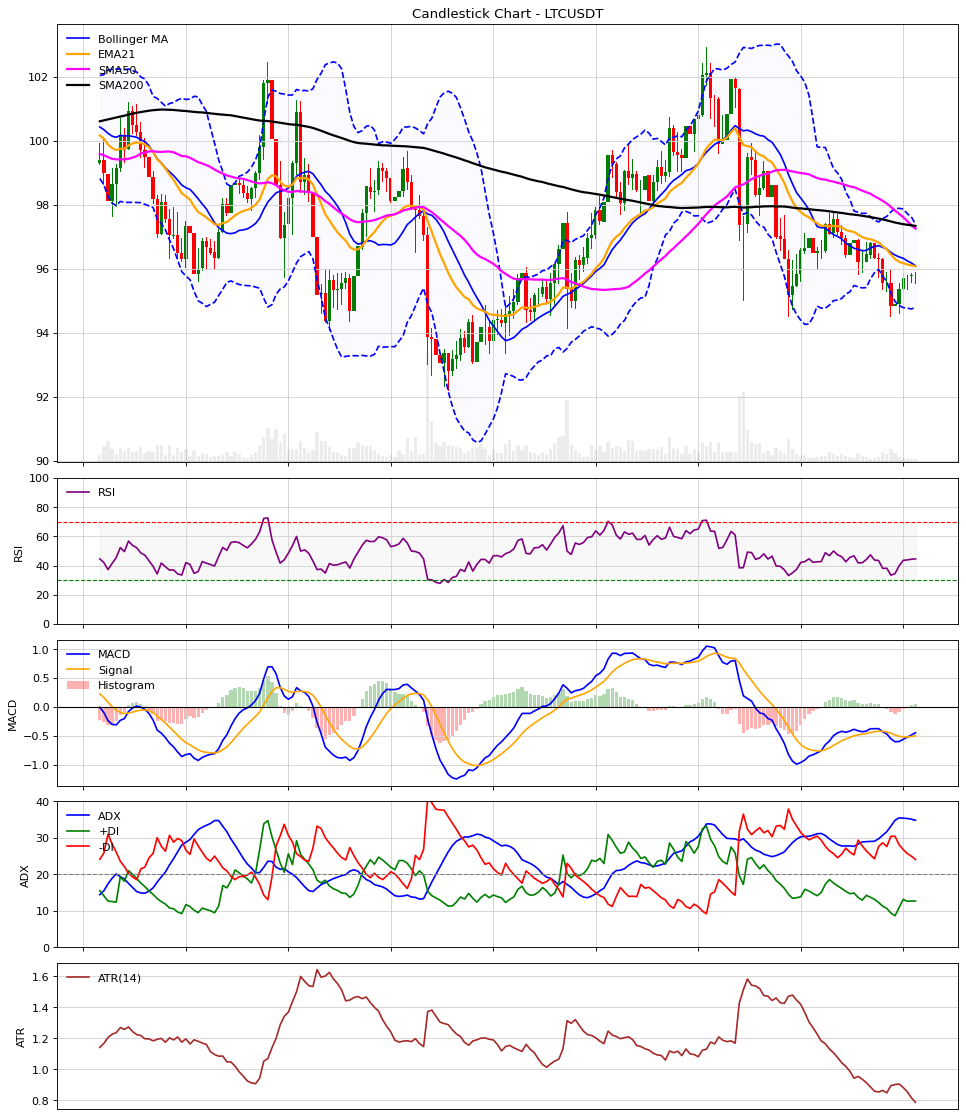 Candlestick Chart - LTCUSDT
Bollinger MA
EMA21
SMA50
SMA200
102
100
98
96
94
92
90
RSI
RSI
100
80
60
40
20
0
MACD
Signal
Histogram
MACD
1.0
0.5
0.0
−0.5
−1.0
ADX
+DI
-DI
ADX
40
30
20
10
0
ATR(14)
ATR
1.6
1.4
1.2
1.0
0.8